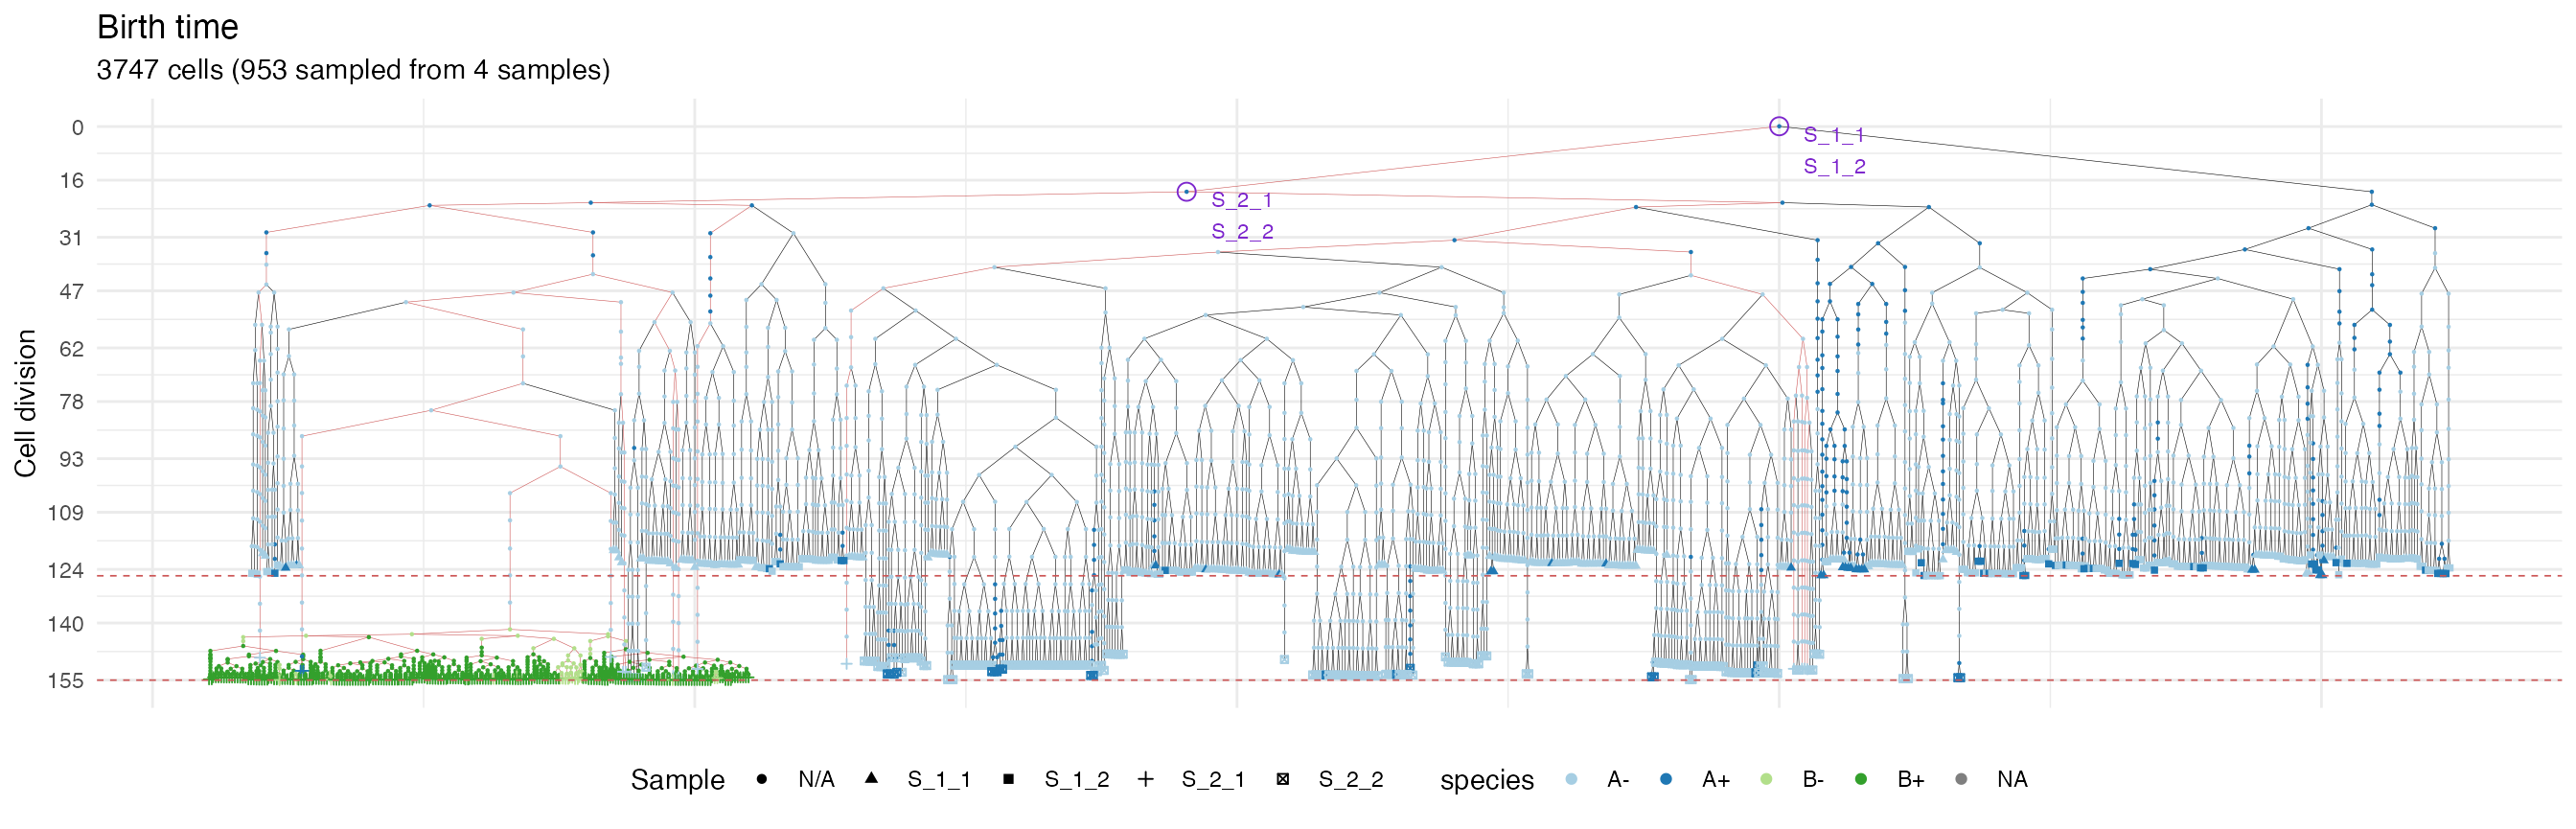 Birth time
3747 cells (953 sampled from 4 samples)
Cell division
0
16
31
47
62
78
93
109
124
140
155
S_1_1
S_1_2
S_2_1
S_2_2
Sample N/A S_1_1 S_1_2 S_2_1 S_2_2 species A- A+ B- B+ NA